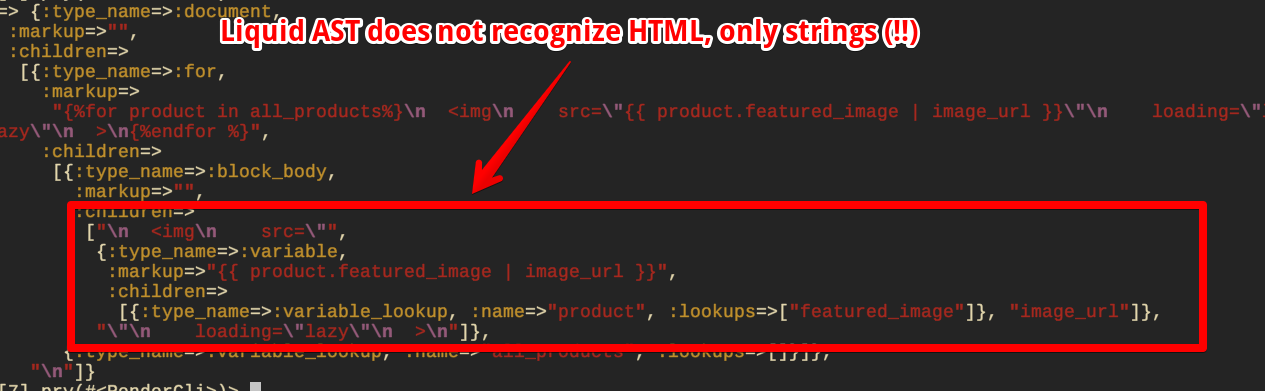 => {:type_name=>:document,
Liquid AST does not recognize HTML, only strings (!!)
:markup=>"",
:children=>
[{:type_name=>:for,
:markup=>
"{%for product in all_products%}\n  <img\n    src=\"{{ product.featured_image | image_url }}\"\n    loading=\"l
azy\"\n  >\n{%endfor %}",
:children=>
[{:type_name=>:block_body,
:markup=>"",
:children=>
["\n  <img\n    src=\"",
{:type_name=>:variable,
:markup=>"{{ product.featured_image | image_url }}",
:children=>
[{:type_name=>:variable_lookup, :name=>"product", :lookups=>["featured_image"]}, "image_url"]},
"\"\n    loading=\"lazy\"\n  >\n"]},
{:type_name=>:variable_lookup, :name=>"all_products", :lookups=>[]}]},
"\n"]}
[7] pry(#<RenderCli>)>